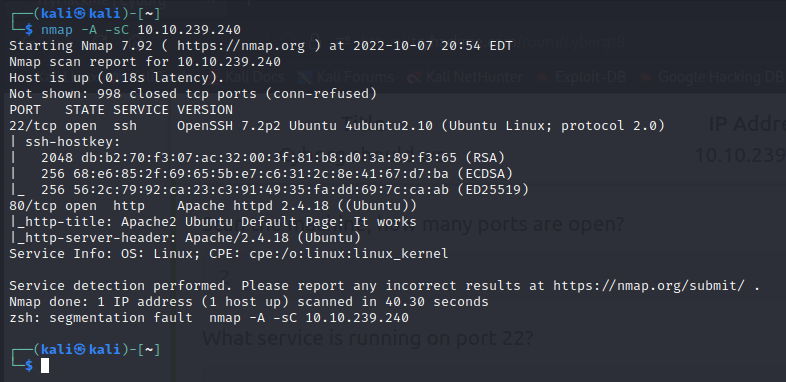 ┌──(kali㉿kali)-[~]
└─$ nmap -A -sC 10.10.239.240
Starting Nmap 7.92 ( https://nmap.org ) at 2022-10-07 20:54 EDT
Nmap scan report for 10.10.239.240
Host is up (0.18s latency).
Kali Docs Kali Forums Kali NetHunter Exploit-DB Google Hacking DB
Not shown: 998 closed tcp ports (conn-refused)
PORT   STATE SERVICE VERSION
Title IP Addre
22/tcp open  ssh     OpenSSH 7.2p2 Ubuntu 4ubuntu2.10 (Ubuntu Linux; protocol 2.0)
| ssh-hostkey:
10.10.239
|   2048 db:b2:70:f3:07:ac:32:00:3f:81:b8:d0:3a:89:f3:65 (RSA)
|   256 68:e6:85:2f:69:65:5b:e7:c6:31:2c:8e:41:67:d7:ba (ECDSA)
|_  256 56:2c:79:92:ca:23:c3:91:49:35:fa:dd:69:7c:ca:ab (ED25519)
80/tcp open  http    Apache httpd 2.4.18 ((Ubuntu))
|_http-title: Apache2 Ubuntu Default Page: It works
how many ports are open?
|_http-server-header: Apache/2.4.18 (Ubuntu)
Service Info: OS: Linux; CPE: cpe:/o:linux:linux_kernel
Service detection performed. Please report any incorrect results at https://nmap.org/submit/ .
Nmap done: 1 IP address (1 host up) scanned in 40.30 seconds
zsh: segmentation fault  nmap -A -sC 10.10.239.240
What service is running on port 22?
┌──(kali㉿kali)-[~]
└─$